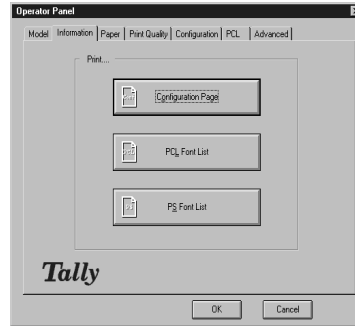 Operator Panel
Model Information Paper Print Quality Configuration PCL Advanced
Print....
Configuration Page
PCL Font List
PS Font List
Tally
OK Cancel